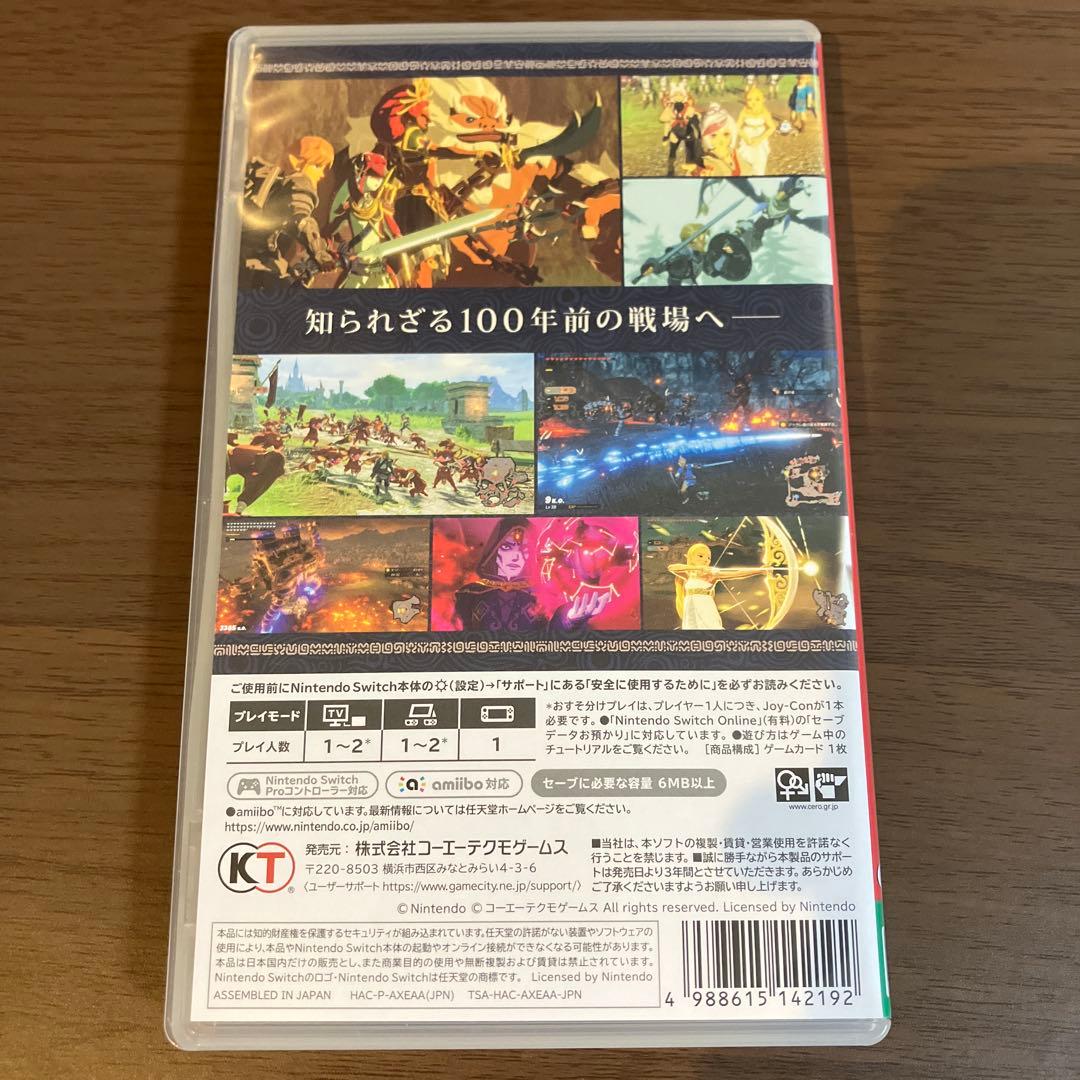 知られざる100年前の戦場へ──
9 K.O.
Lv 38
1385 K.O.
ご使用前にNintendo Switch本体の(設定)→「サポート」にある「安全に使用するために」を必ずお読みください。
プレイモード
TV
プレイ人数
1～2*
1～2*
1
*おすそ分けプレイは、プレイヤー1人につき、Joy-Conが1本
必要です。●「Nintendo Switch Online」(有料)の「セーブ
データお預かり」に対応しています。●遊び方はゲーム中の
チュートリアルをご覧ください。 [商品構成] ゲームカード 1枚
Nintendo Switch
Proコントローラー対応
a amiibo 対応
セーブに必要な容量 6MB以上
www.cero.gr.jp
●amiibo™に対応しています。最新情報については任天堂ホームページをご覧ください。
https://www.nintendo.co.jp/amiibo/
KT®
発売元：株式会社コーエーテクモゲームス
〒220-8503 横浜市西区みなとみらい4-3-6
〈ユーザーサポート https://www.gamecity.ne.jp/support/〉
■当社は、本ソフトの複製・賃貸・営業使用を許諾なく
行うことを禁じます。■誠に勝手ながら本製品のサポー
トは発売日より3年間とさせていただきます。あらかじめ
ご了承くださいますようお願い申し上げます。
© Nintendo © コーエーテクモゲームス All rights reserved. Licensed by Nintendo
本品には知的財産権を保護するセキュリティが組み込まれています。任天堂の許諾がない装置やソフトウェアの
使用により、本品やNintendo Switch本体の起動やオンライン接続ができなくなる可能性があります。
本品は日本国内だけの販売とし、また商業目的の使用や無断複製および賃貸は禁止されています。
Nintendo Switchのロゴ・Nintendo Switchは任天堂の商標です。 Licensed by Nintendo
ASSEMBLED IN JAPAN HAC-P-AXEAA(JPN) TSA-HAC-AXEAA-JPN
4 988615 142192